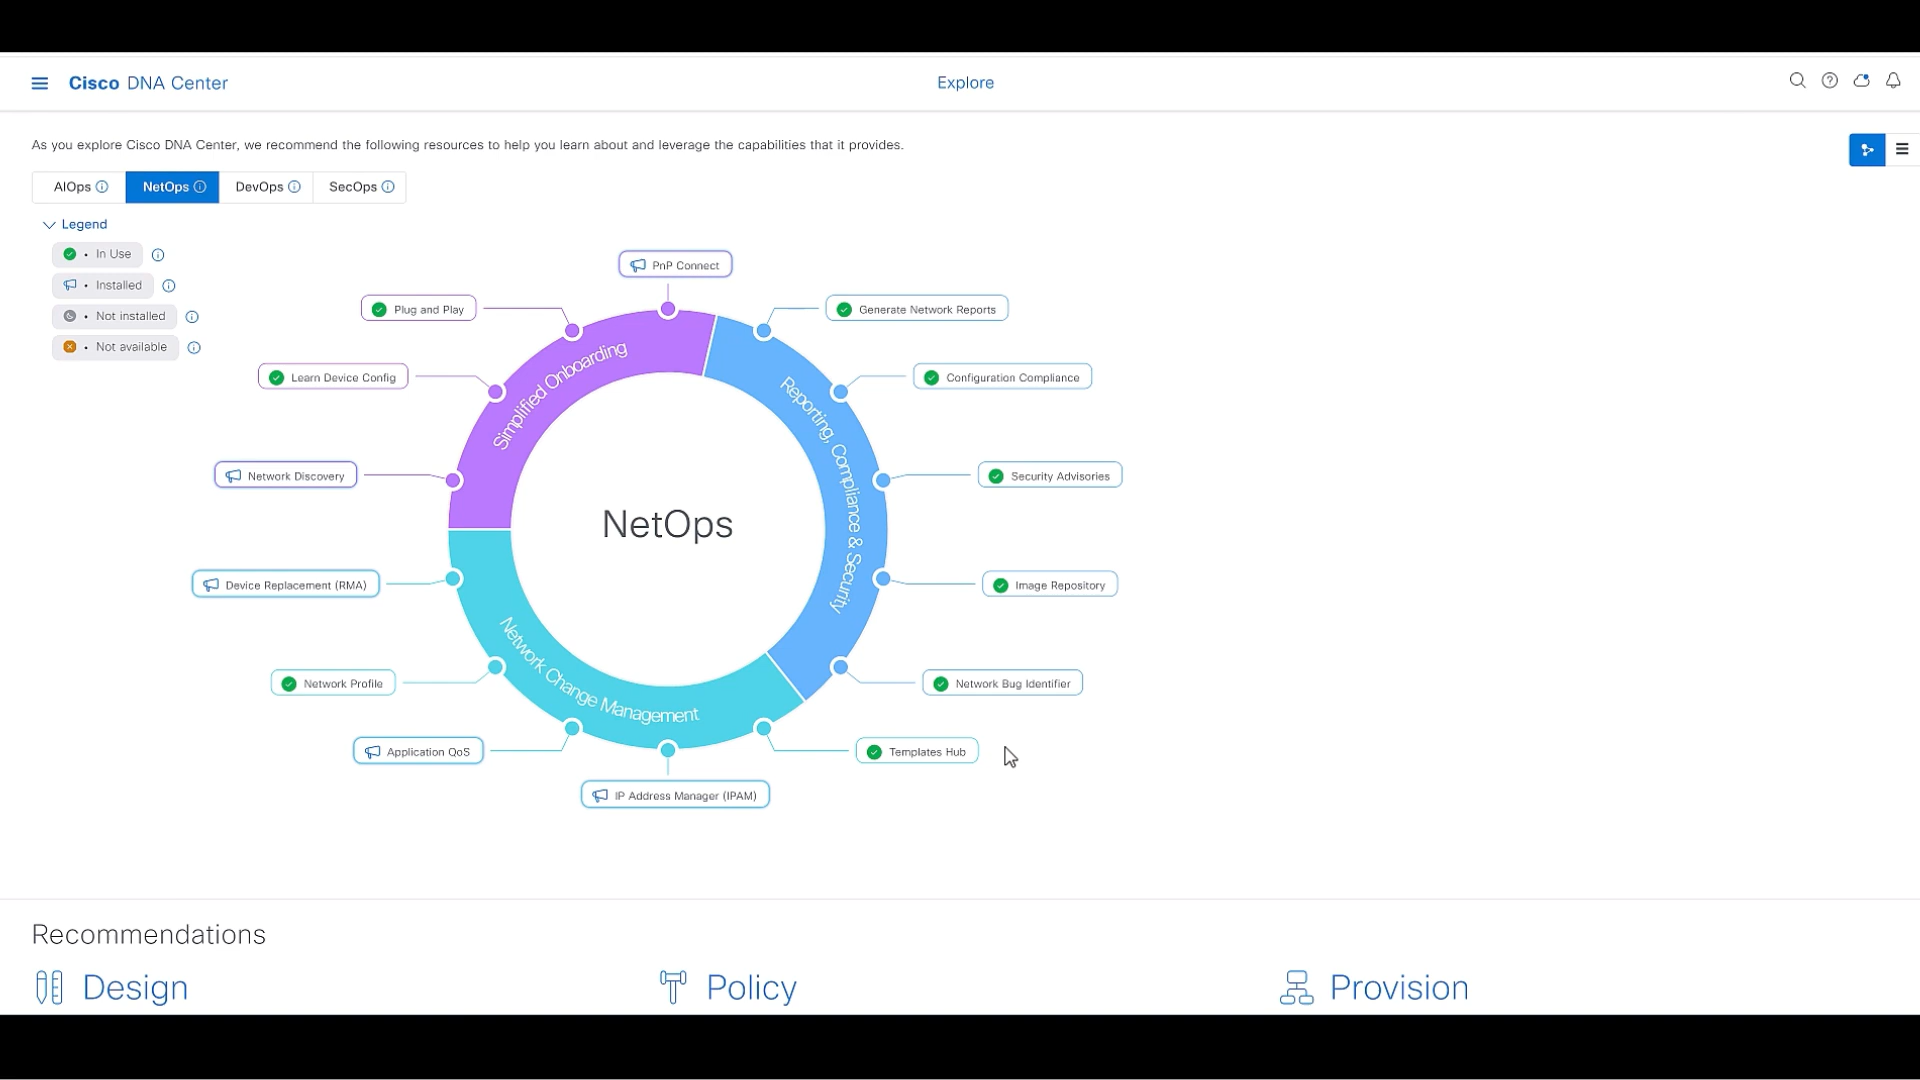 Cisco DNA Center
Explore
As you explore Cisco DNA Center, we recommend the following resources to help you learn about and leverage the capabilities that it provides.
AIOps
NetOps
DevOps
SecOps
Legend
In Use
Installed
Not installed
Not available
PnP Connect
Plug and Play
Generate Network Reports
Learn Device Config
Configuration Compliance
Network Discovery
Security Advisories
Simplified Onboarding
Reporting, Compliance & Security
NetOps
Network Change Management
Device Replacement (RMA)
Image Repository
Network Profile
Network Bug Identifier
Application QoS
Templates Hub
IP Address Manager (IPAM)
Recommendations
Design
Policy
Provision